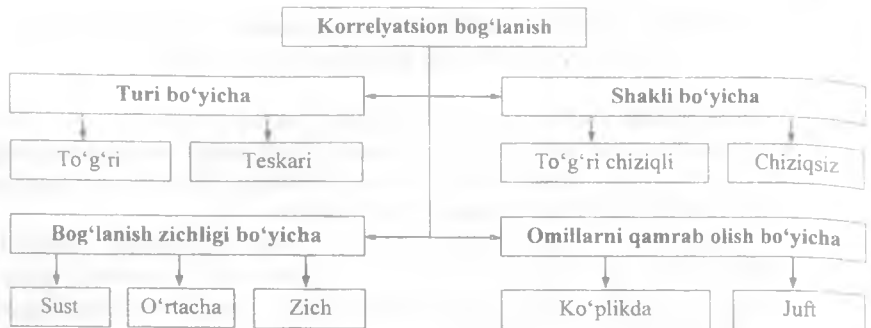 Korrelyatsion bog‘lanish
Turi bo‘yicha
Shakli bo‘yicha
To‘g‘ri
Teskari
To‘g‘ri chiziqli
Chiziqsiz
Bog‘lanish zichligi bo‘yicha
Omillarni qamrab olish bo‘yicha
Sust
O‘rtacha
Zich
Ko‘plikda
Juft